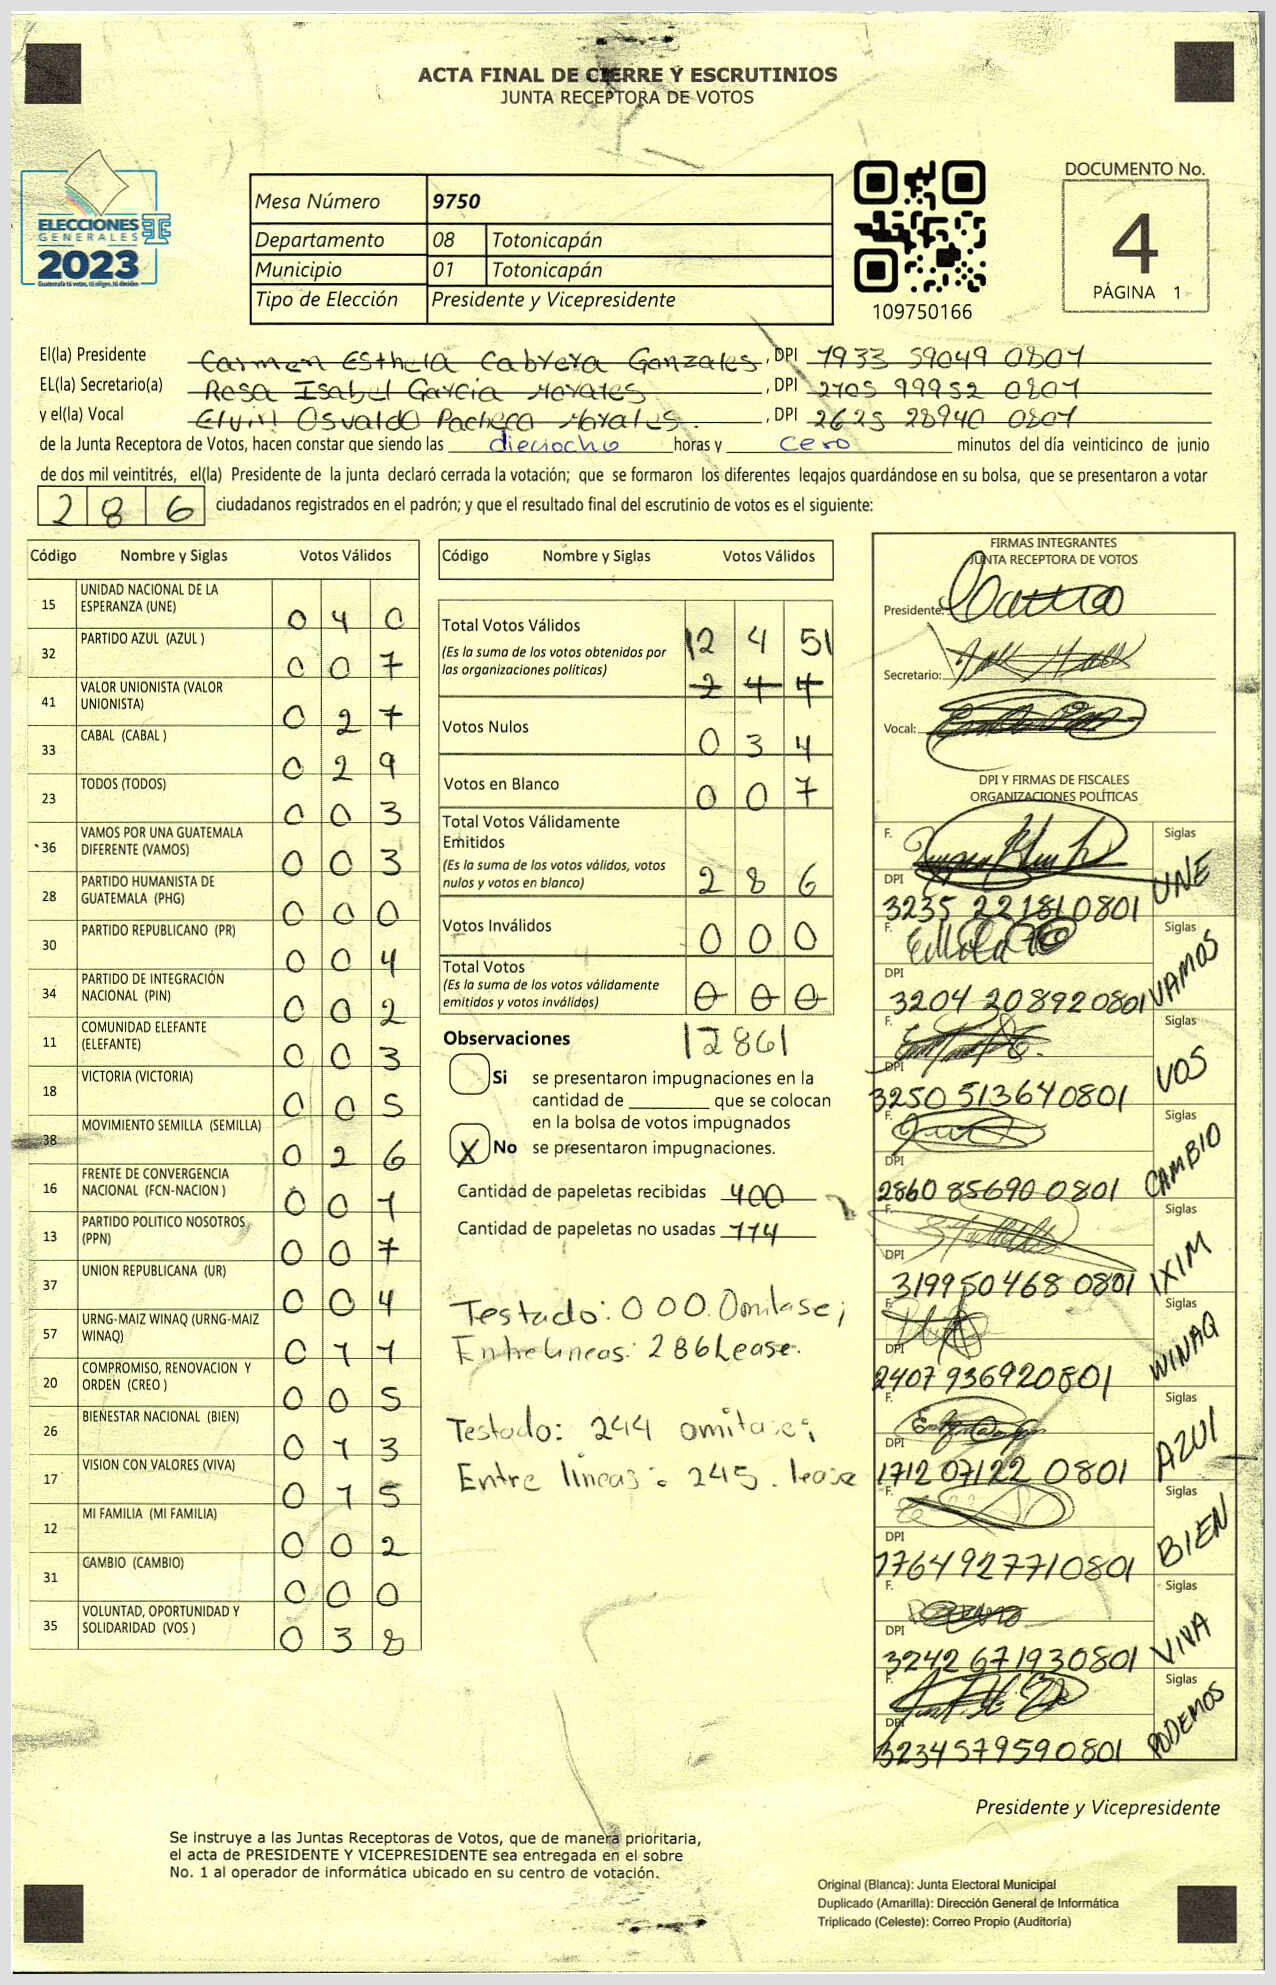 ACTA FINAL DE CIERRE Y ESCRUTINIOS
JUNTA RECEPTORA DE VOTOS
ELECCIONES
GENERALES
2023
Guatemala tú votas, tú eliges, tú decides
Mesa Número 9750
Departamento 08 Totonicapán
Municipio 01 Totonicapán
Tipo de Elección Presidente y Vicepresidente
109750166
DOCUMENTO No.
4
PÁGINA 1
El(la) Presidente Carmen Esthela Cabrera Gonzales, DPI 1933 59049 0801
EL(la) Secretario(a) Rosa Isabel García Morales, DPI 2705 99952 0801
y el(la) Vocal Elvin Osvaldo Pacheco Morales., DPI 2625 28940 0801
de la Junta Receptora de Votos, hacen constar que siendo las dieciocho horas y cero minutos del día veinticinco de junio
de dos mil veintitrés, el(la) Presidente de la junta declaró cerrada la votación; que se formaron los diferentes legajos guardándose en su bolsa, que se presentaron a votar
286 ciudadanos registrados en el padrón; y que el resultado final del escrutinio de votos es el siguiente:
Código Nombre y Siglas Votos Válidos
15 UNIDAD NACIONAL DE LA ESPERANZA (UNE) 0 4 0
32 PARTIDO AZUL (AZUL ) 0 0 7
41 VALOR UNIONISTA (VALOR UNIONISTA) 0 2 7
33 CABAL (CABAL ) 0 2 9
23 TODOS (TODOS) 0 0 3
36 VAMOS POR UNA GUATEMALA DIFERENTE (VAMOS) 0 0 3
28 PARTIDO HUMANISTA DE GUATEMALA (PHG) 0 0 0
30 PARTIDO REPUBLICANO (PR) 0 0 4
34 PARTIDO DE INTEGRACIÓN NACIONAL (PIN) 0 0 2
11 COMUNIDAD ELEFANTE (ELEFANTE) 0 0 3
18 VICTORIA (VICTORIA) 0 0 5
38 MOVIMIENTO SEMILLA (SEMILLA) 0 2 6
16 FRENTE DE CONVERGENCIA NACIONAL (FCN-NACION ) 0 0 1
13 PARTIDO POLITICO NOSOTROS (PPN) 0 0 7
37 UNION REPUBLICANA (UR) 0 0 4
57 URNG-MAIZ WINAQ (URNG-MAIZ WINAQ) 0 1 1
20 COMPROMISO, RENOVACION Y ORDEN (CREO ) 0 0 5
26 BIENESTAR NACIONAL (BIEN) 0 1 3
17 VISION CON VALORES (VIVA) 0 1 5
12 MI FAMILIA (MI FAMILIA) 0 0 2
31 CAMBIO (CAMBIO) 0 0 0
35 VOLUNTAD, OPORTUNIDAD Y SOLIDARIDAD (VOS ) 0 3 8
Código Nombre y Siglas Votos Válidos
Total Votos Válidos |2 4 5|
(Es la suma de los votos obtenidos por
las organizaciones políticas) 2 4 4
Votos Nulos 0 3 4
Votos en Blanco 0 0 7
Total Votos Válidamente
Emitidos
(Es la suma de los votos válidos, votos
nulos y votos en blanco) 2 8 6
Votos Inválidos 0 0 0
Total Votos
(Es la suma de los votos válidamente
emitidos y votos inválidos) 0 0 0
|286|
Observaciones
Si se presentaron impugnaciones en la
cantidad de ________ que se colocan
en la bolsa de votos impugnados
X No se presentaron impugnaciones.
Cantidad de papeletas recibidas 400
Cantidad de papeletas no usadas 114
Testado: 000. Omitase;
Entrelineas: 286 Lease.
Testado: 244 omitase;
Entre líneas: 245. lease
FIRMAS INTEGRANTES
JUNTA RECEPTORA DE VOTOS
Presidente:
Secretario:
Vocal:
DPI Y FIRMAS DE FISCALES
ORGANIZACIONES POLÍTICAS
F. Siglas
DPI 3235 22181 0801 UNE
F. Siglas
DPI 3204 20892 0801 VAMOS
F. Siglas
DPI 3250 51364 0801 VOS
F. Siglas
DPI 2860 85690 0801 CAMBIO
F. Siglas
DPI 3199 50468 0801 IXIM
F. Siglas
DPI 2407 93692 0801 WINAQ
F. Siglas
DPI 1712 07122 0801 AZUL
F. Siglas
DPI 1764 92771 0801 BIEN
F. Siglas
DPI 3242 67193 0801 VIVA
F. Siglas
DPI 3234 57959 0801 PODEMOS
Presidente y Vicepresidente
Se instruye a las Juntas Receptoras de Votos, que de manera prioritaria,
el acta de PRESIDENTE Y VICEPRESIDENTE sea entregada en el sobre
No. 1 al operador de informática ubicado en su centro de votación.
Original (Blanca): Junta Electoral Municipal
Duplicado (Amarilla): Dirección General de Informática
Triplicado (Celeste): Correo Propio (Auditoría)